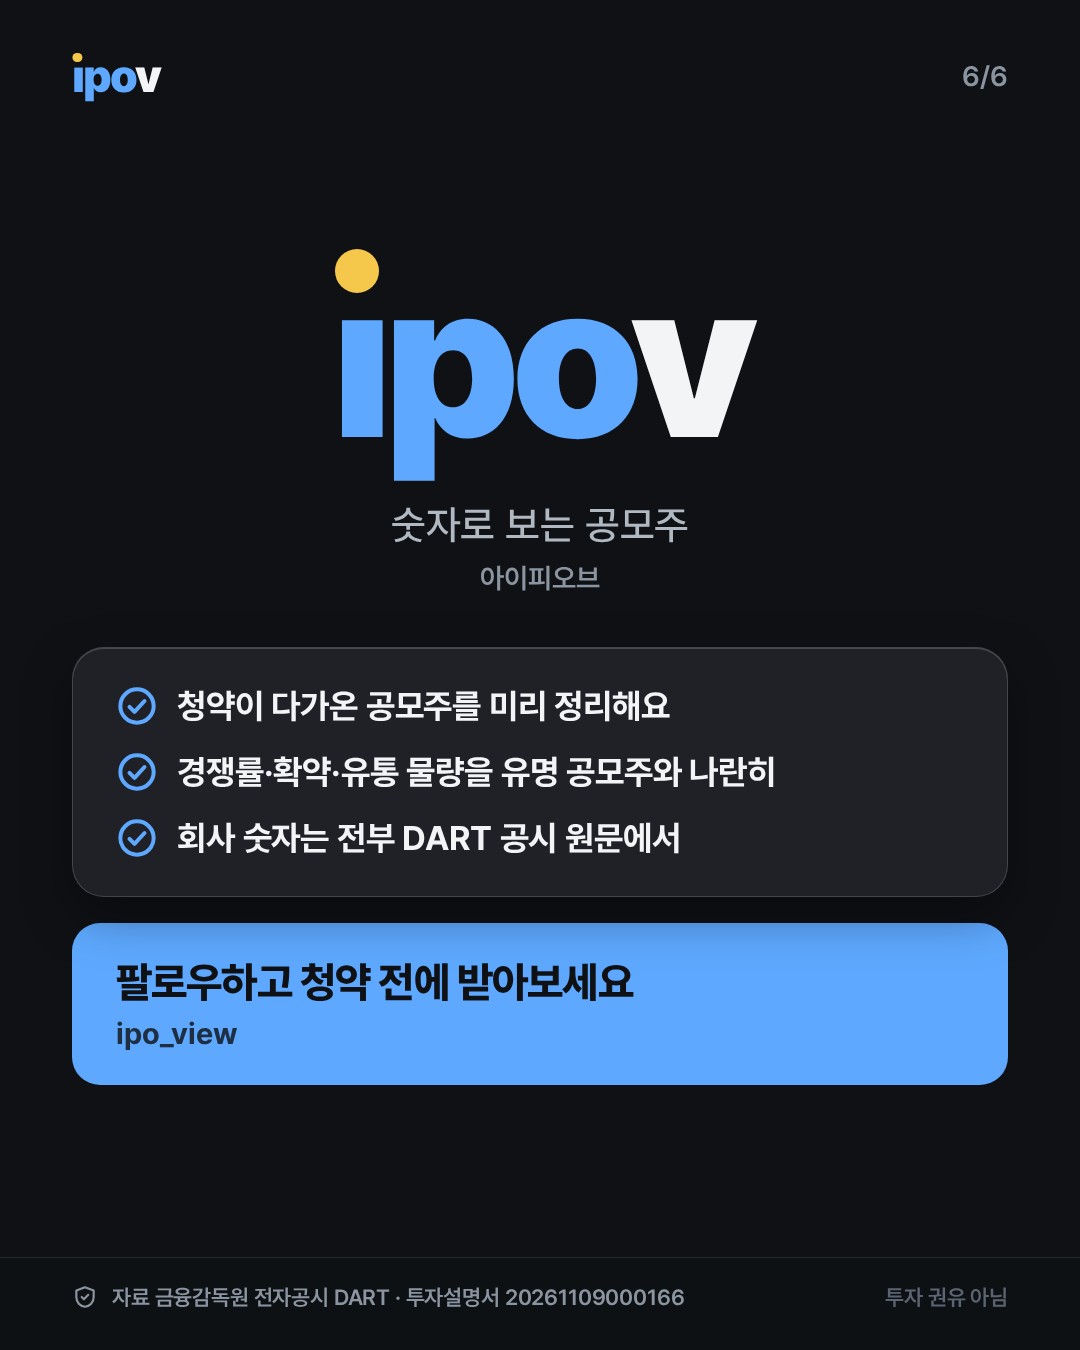 ipov
6/6
ipov
숫자로 보는 공모주
아이피오브
청약이 다가온 공모주를 미리 정리해요
경쟁률·확약·유통 물량을 유명 공모주와 나란히
회사 숫자는 전부 DART 공시 원문에서
팔로우하고 청약 전에 받아보세요
ipo_view
자료 금융감독원 전자공시 DART · 투자설명서 20261109000166
투자 권유 아님